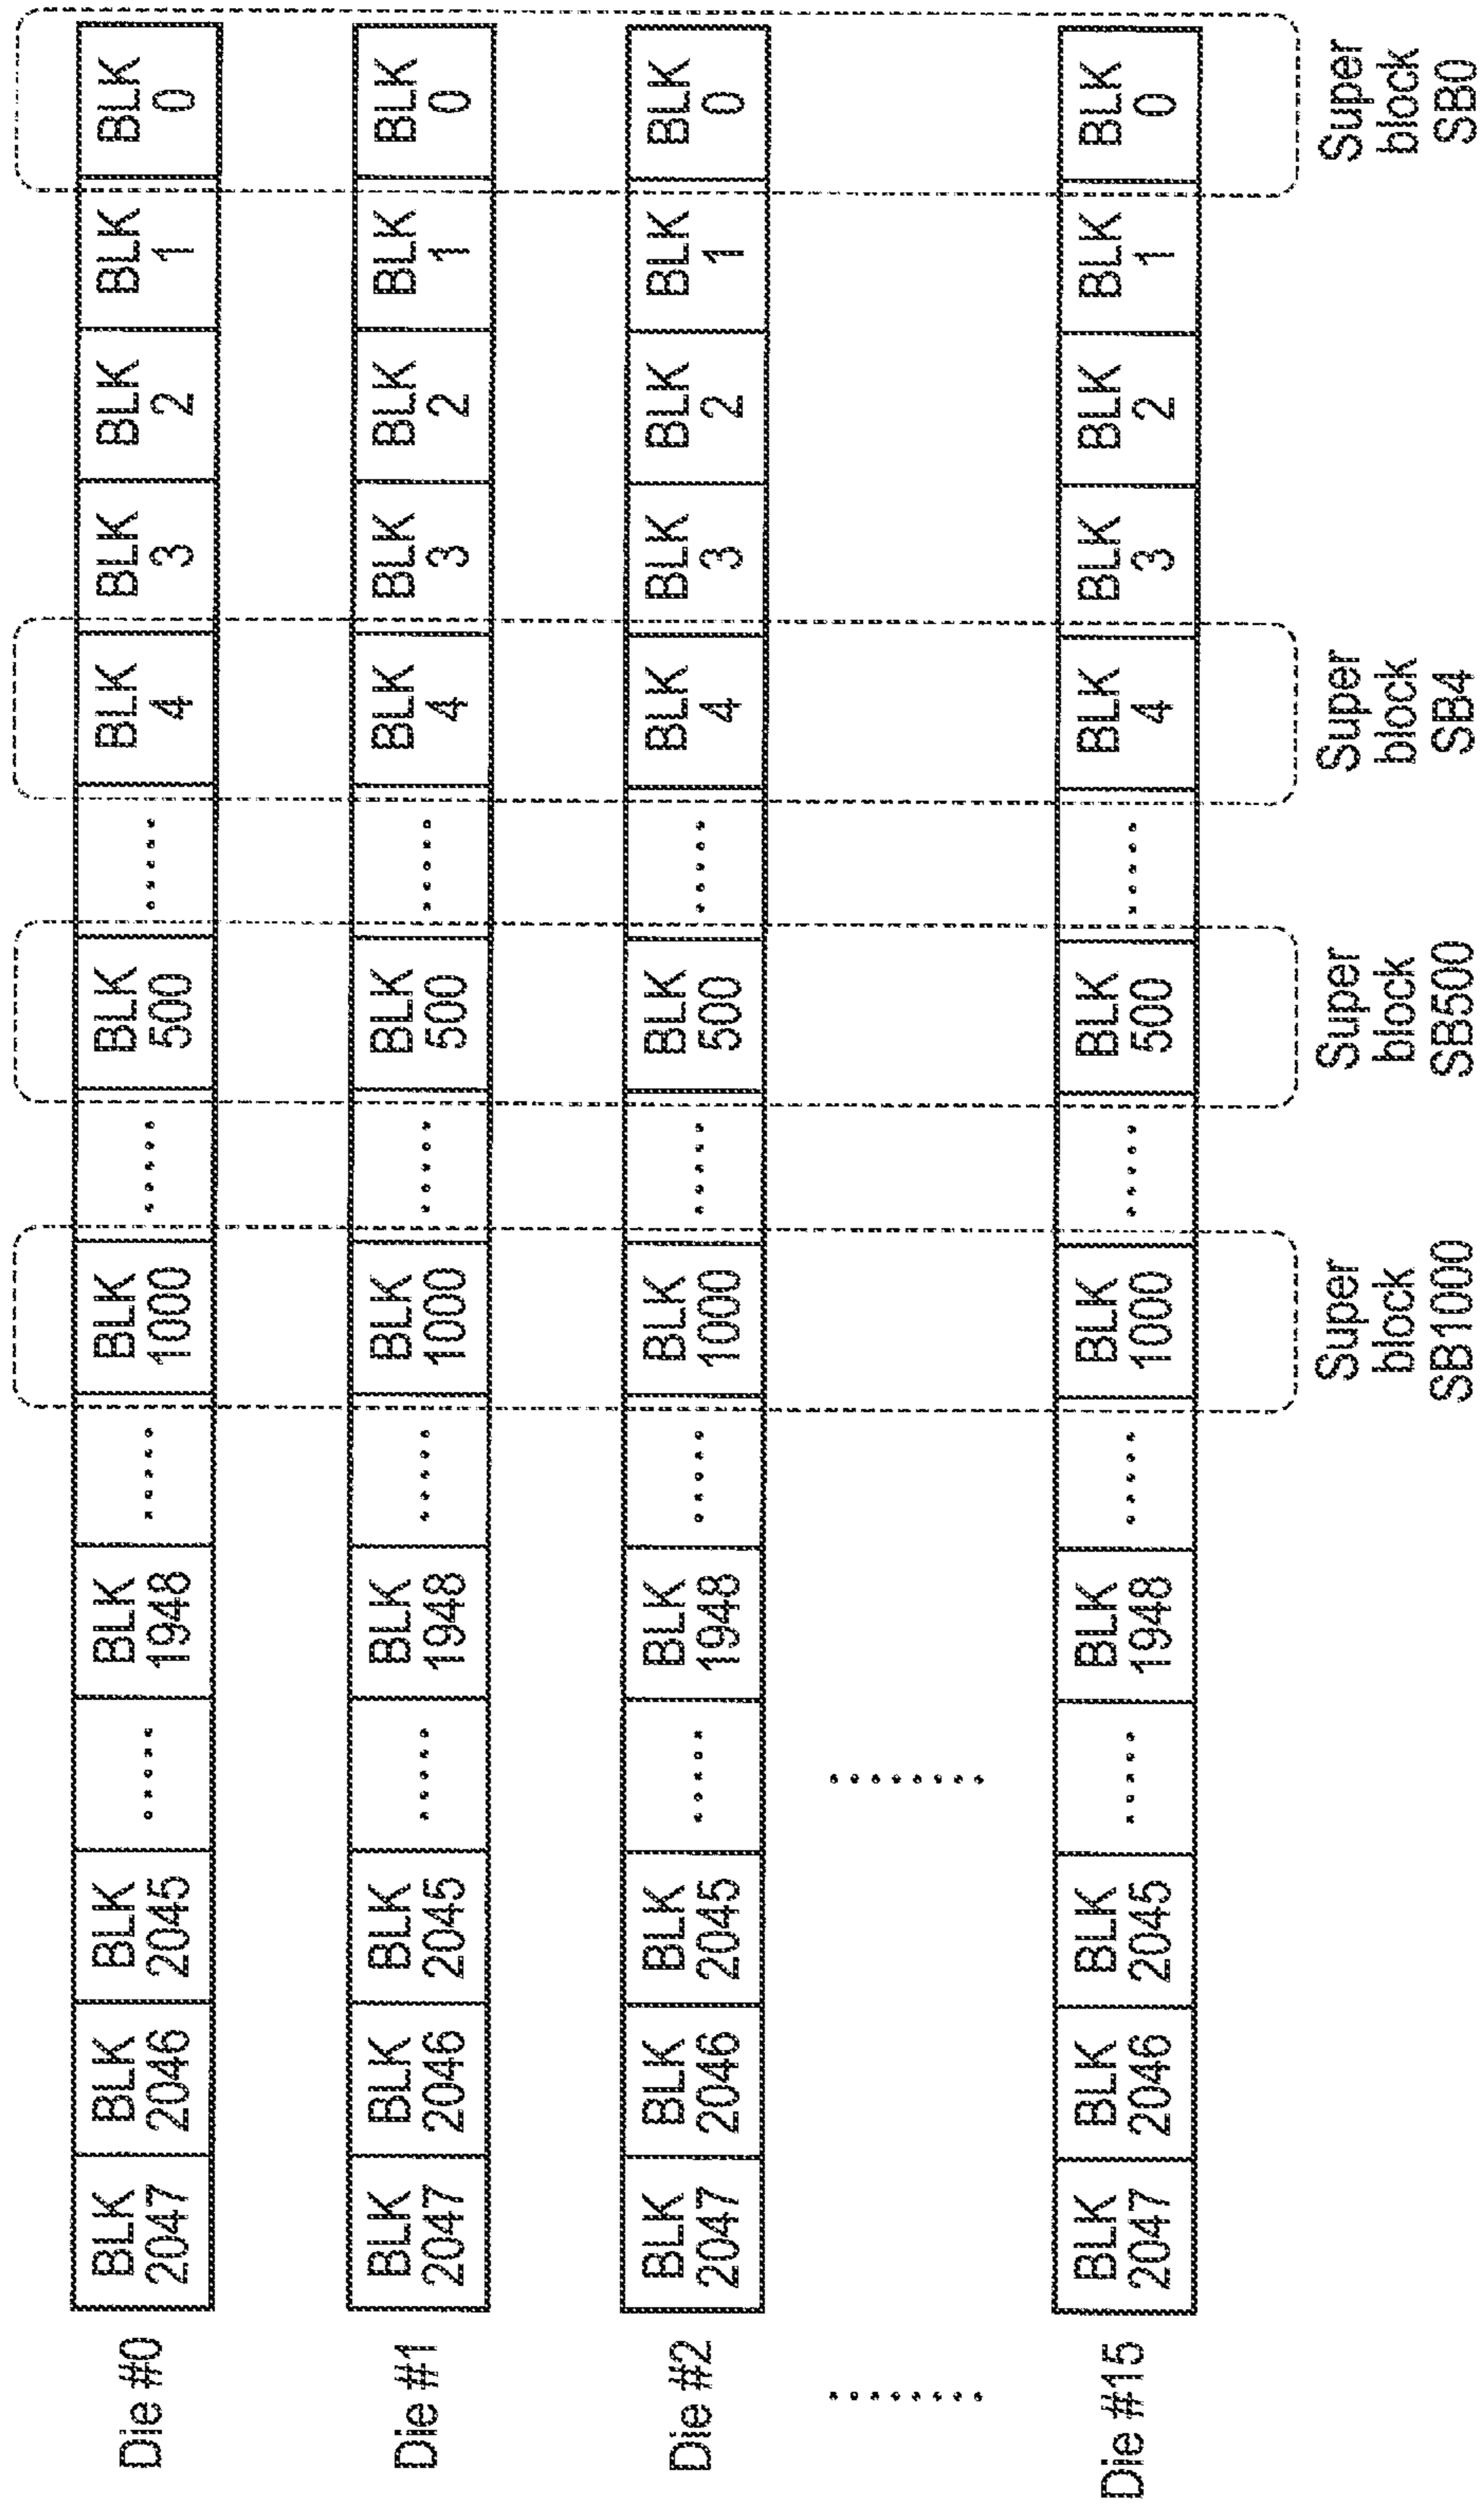 Die #0
BLK 2047
BLK 2046
BLK 2045
.....
BLK 1948
.....
BLK 1000
.....
BLK 500
.....
BLK 4
BLK 3
BLK 2
BLK 1
BLK 0
Die #1
BLK 2047
BLK 2046
BLK 2045
.....
BLK 1948
.....
BLK 1000
.....
BLK 500
.....
BLK 4
BLK 3
BLK 2
BLK 1
BLK 0
Die #2
BLK 2047
BLK 2046
BLK 2045
.....
BLK 1948
.....
BLK 1000
.....
BLK 500
.....
BLK 4
BLK 3
BLK 2
BLK 1
BLK 0
........
........
Die #15
BLK 2047
BLK 2046
BLK 2045
.....
BLK 1948
.....
BLK 1000
.....
BLK 500
.....
BLK 4
BLK 3
BLK 2
BLK 1
BLK 0
Super
block
SB1000
Super
block
SB500
Super
block
SB4
Super
block
SB0